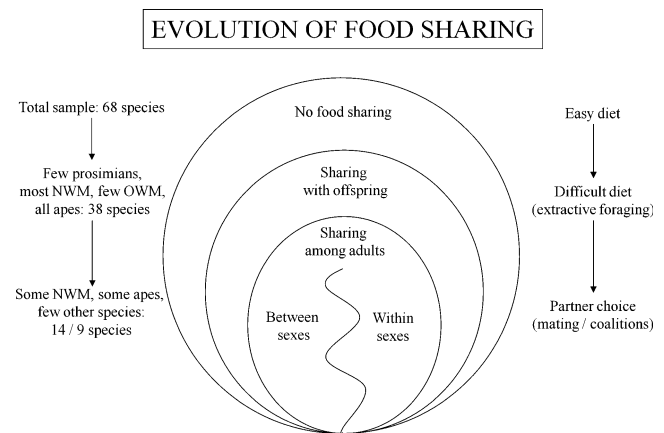 EVOLUTION OF FOOD SHARING
Total sample: 68 species
Few prosimians,
most NWM, few OWM,
all apes: 38 species
Some NWM, some apes,
few other species:
14 / 9 species
No food sharing
Sharing
with offspring
Sharing
among adults
Between
sexes
Within
sexes
Easy diet
Difficult diet
(extractive foraging)
Partner choice
(mating / coalitions)